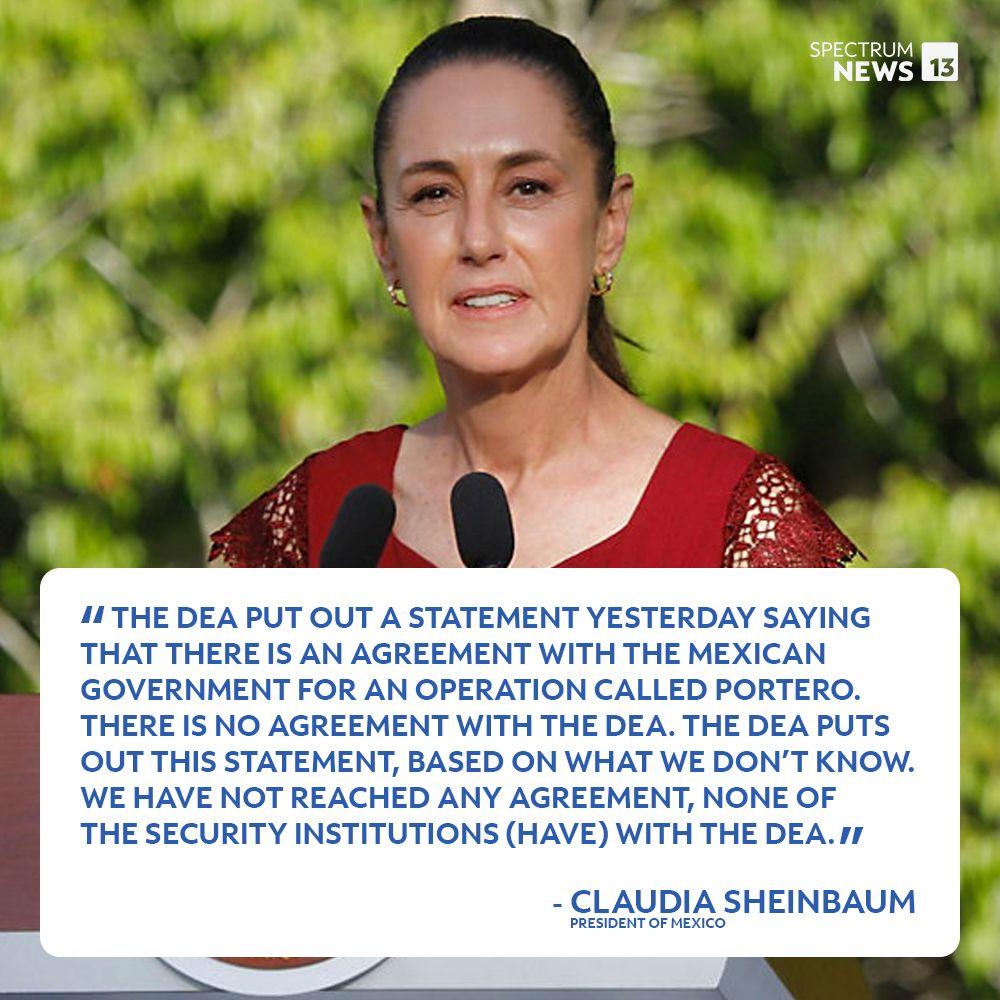 SPECTRUM
NEWS 13
"THE DEA PUT OUT A STATEMENT YESTERDAY SAYING
THAT THERE IS AN AGREEMENT WITH THE MEXICAN
GOVERNMENT FOR AN OPERATION CALLED PORTERO.
THERE IS NO AGREEMENT WITH THE DEA. THE DEA PUTS
OUT THIS STATEMENT, BASED ON WHAT WE DON'T KNOW.
WE HAVE NOT REACHED ANY AGREEMENT, NONE OF
THE SECURITY INSTITUTIONS (HAVE) WITH THE DEA."
- CLAUDIA SHEINBAUM
PRESIDENT OF MEXICO